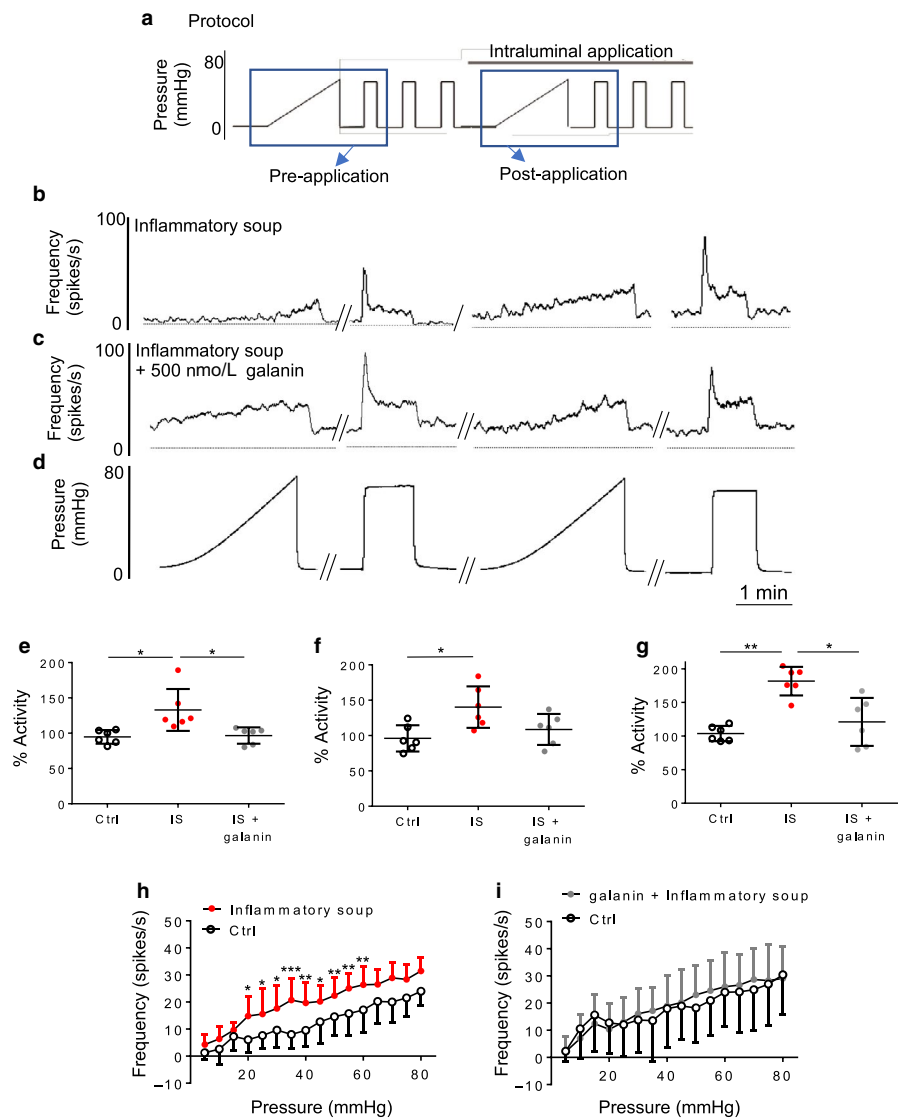 a Protocol
Intraluminal application
80
0
Pressure
(mmHg)
Pre-application
Post-application
b
100
Inflammatory soup
Frequency
(spikes/s)
0
c
100
Inflammatory soup
+ 500 nmo/L galanin
Frequency
(spikes/s)
0
d
80
Pressure
(mmHg)
0
1 min
e
*
*
200
150
100
50
0
% Activity
Ctrl
IS
IS +
galanin
f
*
200
150
100
50
0
% Activity
Ctrl
IS
IS +
galanin
g
**
*
200
150
100
50
0
% Activity
Ctrl
IS
IS +
galanin
h
Inflammatory soup
Ctrl
50
40
30
20
10
0
−10
Frequency (spikes/s)
* * * *** ** * ** ** **
20 40 60 80
Pressure (mmHg)
i
galanin + Inflammatory soup
Ctrl
50
40
30
20
10
0
−10
Frequency (spikes/s)
20 40 60 80
Pressure (mmHg)